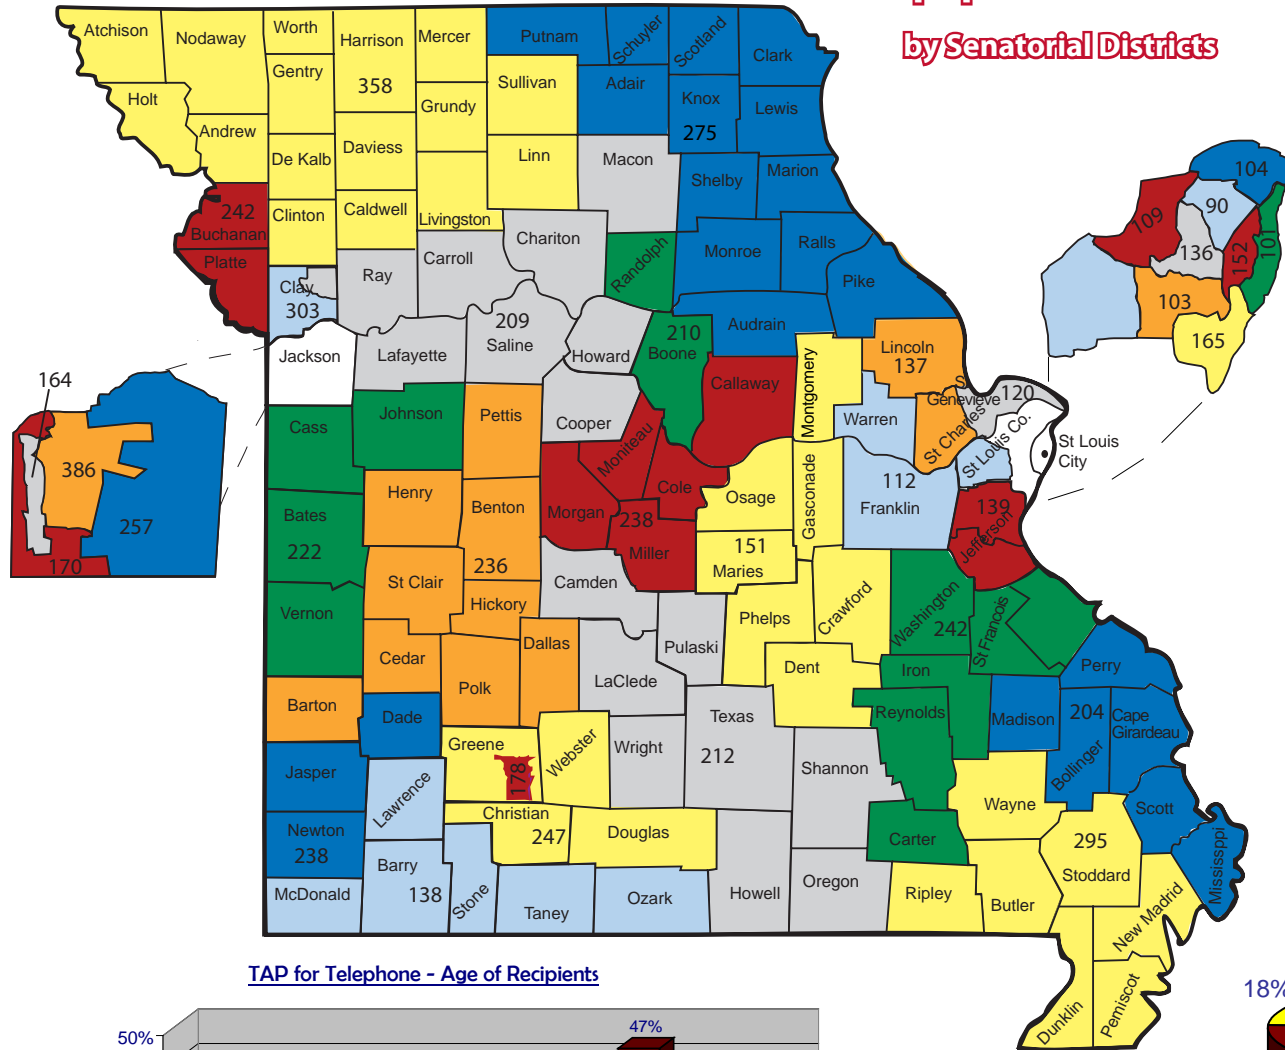 by Senatorial Districts
Atchison
Nodaway
Worth
Harrison
Mercer
Putnam
Schuyler
Scotland
Clark
Gentry
358
Sullivan
Adair
Knox
275
Lewis
Holt
Grundy
Andrew
De Kalb
Daviess
Linn
Macon
Shelby
Marion
242
Buchanan
Clinton
Caldwell
Livingston
Chariton
Randolph
Monroe
Ralls
Platte
Clay
303
Ray
Carroll
Pike
209
Saline
Howard
210
Boone
Audrain
Jackson
Lafayette
Callaway
Montgomery
Lincoln
137
Genevieve
S
120
Johnson
Pettis
Cooper
Moniteau
Warren
St Charles
St Louis Co.
St Louis
City
Cass
Henry
Benton
Morgan
Cole
238
Osage
Gasconade
112
Franklin
139
Jefferson
Bates
222
236
Miller
151
Maries
St Clair
Hickory
Camden
Phelps
Crawford
Washington
242
St Francois
Vernon
Cedar
Polk
Dallas
LaClede
Pulaski
Dent
Iron
Perry
Barton
Dade
Texas
212
Reynolds
Madison
204
Bollinger
Cape
Girardeau
Jasper
Lawrence
Greene
178
Webster
Wright
Shannon
Wayne
Scott
Newton
238
Christian
247
Douglas
Carter
295
Stoddard
Mississppi
McDonald
Barry
138
Stone
Taney
Ozark
Howell
Oregon
Ripley
Butler
New Madrid
Dunklin
Pemiscot
164
386
257
170
104
90
109
136
152
101
103
165
TAP for Telephone - Age of Recipients
50%
47%
18%